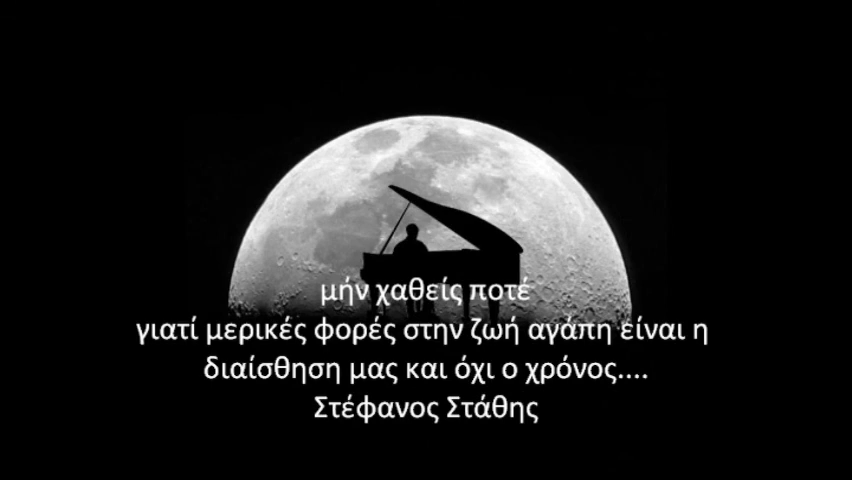 μήν χαθείς ποτέ
γιατί μερικές φορές στην ζωή αγάπη είναι η
διαίσθηση μας και όχι ο χρόνος....
Στέφανος Στάθης